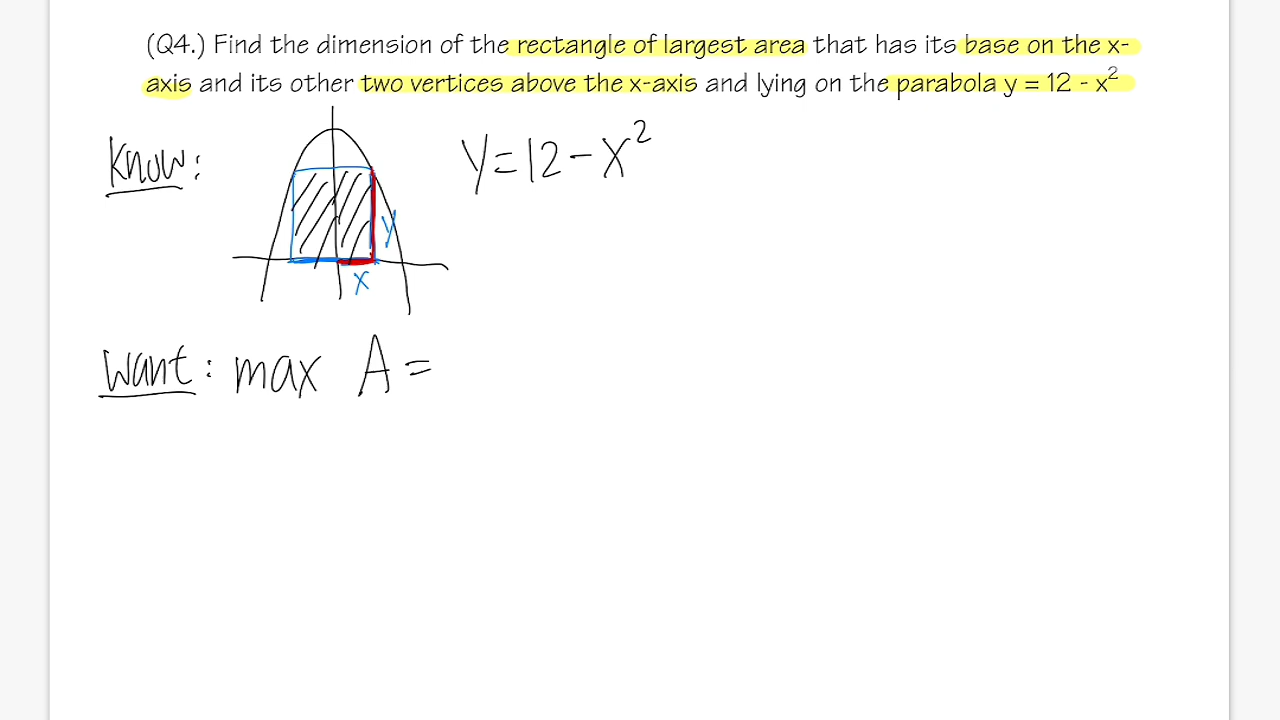 (Q4.) Find the dimension of the rectangle of largest area that has its base on the x-
axis and its other two vertices above the x-axis and lying on the parabola y = 12 - x²
Know:
y=12-x²
y
x
Want: max A=